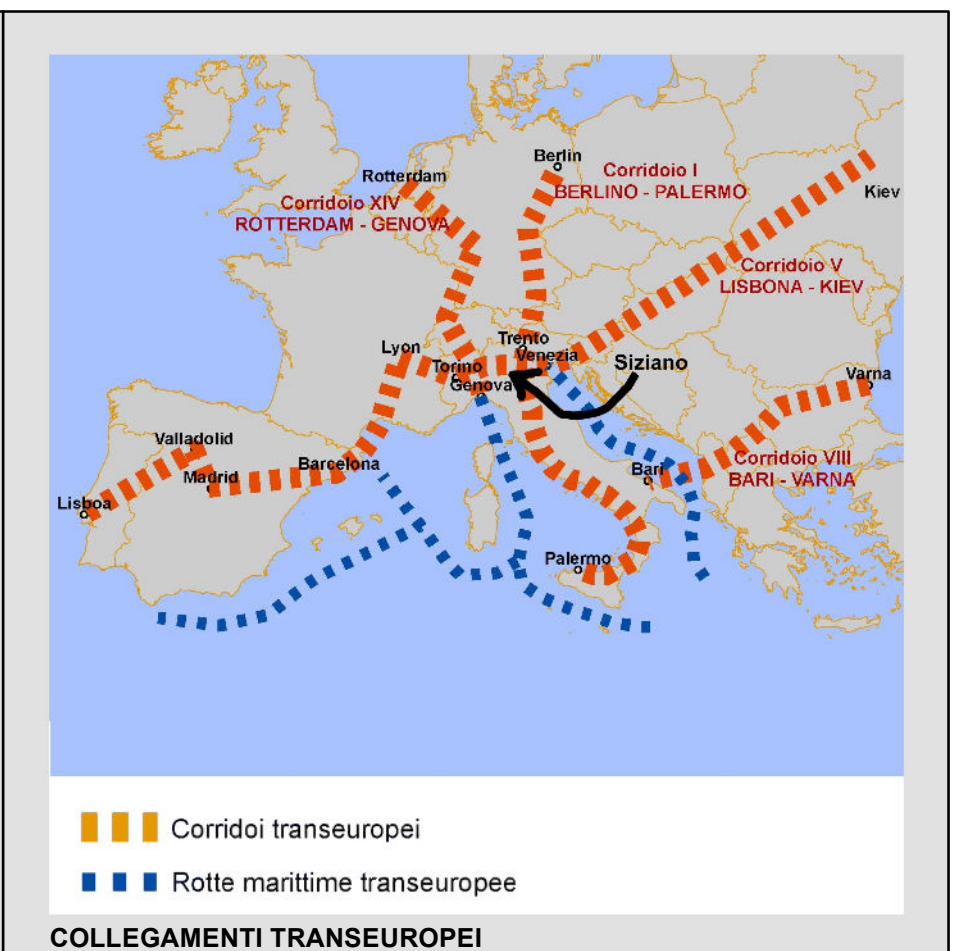 Berlin
Rotterdam
Corridoio I
BERLINO - PALERMO
Kiev
Corridoio XIV
ROTTERDAM - GENOVA
Corridoio V
LISBONA - KIEV
Trento
Lyon
Venezia
Siziano
Torino
Genova
Varna
Valladolid
Barcelona
Madrid
Bari
Corridoio VIII
BARI - VARNA
Lisboa
Palermo
Corridoi transeuropei
Rotte marittime transeuropee
COLLEGAMENTI TRANSEUROPEI